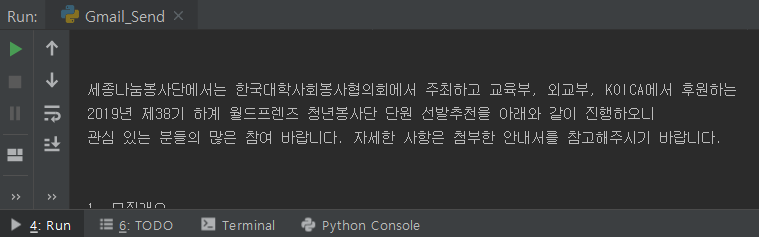 Run: Gmail_Send
세종나눔봉사단에서는 한국대학사회봉사협의회에서 주최하고 교육부, 외교부, KOICA에서 후원하는
2019년 제38기 하계 월드프렌즈 청년봉사단 단원 선발추천을 아래와 같이 진행하오니
관심 있는 분들의 많은 참여 바랍니다. 자세한 사항은 첨부한 안내서를 참고해주시기 바랍니다.
4: Run 6: TODO Terminal Python Console